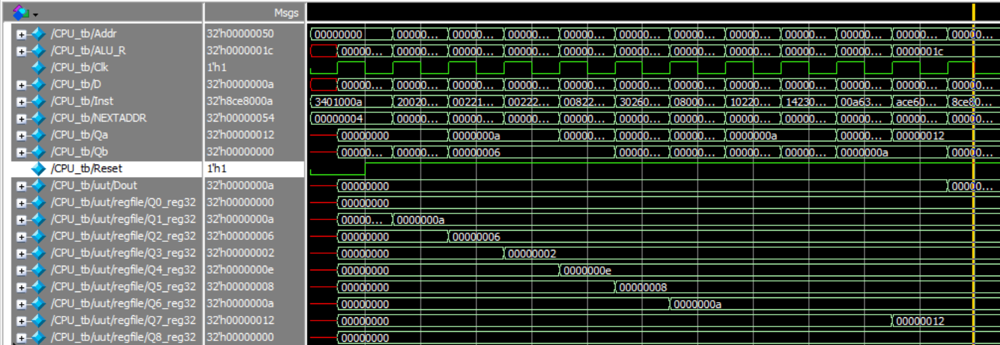 Msgs
/CPU_tb/Addr 32'h00000050 00000000 00000... 00000... 00000... 00000... 00000... 00000... 00000... 00000... 00000... 00000... 00000...
/CPU_tb/ALU_R 32'h0000001c 00000... 00000... 00000... 00000... 00000... 00000... 00000... 00000... 00000... 00000... 0000001c
/CPU_tb/Clk 1'h1
/CPU_tb/D 32'h0000000a 00000... 00000... 00000... 00000... 00000... 00000... 00000... 00000... 00000... 00000... 00000... 00000...
/CPU_tb/Inst 32'h8ce8000a 3401000a 20020... 00221... 00222... 00822... 30260... 08000... 10220... 14230... 00a63... ace60... 8ce80...
/CPU_tb/NEXTADDR 32'h00000054 00000004 00000... 00000... 00000... 00000... 00000... 00000... 00000... 00000... 00000... 00000... 00000...
/CPU_tb/Qa 32'h00000012 00000000 0000000a 00000... 00000... 00000... 0000000a 00000... 00000012
/CPU_tb/Qb 32'h00000000 00000... 00000... 00000006 00000... 00000... 00000... 00000... 0000000a 00000...
/CPU_tb/Reset 1'h1
/CPU_tb/uut/Dout 32'h0000000a 00000000 00000...
/CPU_tb/uut/regfile/Q0_reg32 32'h00000000 00000000
/CPU_tb/uut/regfile/Q1_reg32 32'h0000000a 00000... 0000000a
/CPU_tb/uut/regfile/Q2_reg32 32'h00000006 00000000 00000006
/CPU_tb/uut/regfile/Q3_reg32 32'h00000002 00000000 00000002
/CPU_tb/uut/regfile/Q4_reg32 32'h0000000e 00000000 0000000e
/CPU_tb/uut/regfile/Q5_reg32 32'h00000008 00000000 00000008
/CPU_tb/uut/regfile/Q6_reg32 32'h0000000a 00000000 0000000a
/CPU_tb/uut/regfile/Q7_reg32 32'h00000012 00000000 00000012
/CPU_tb/uut/regfile/Q8_reg32 32'h00000000 00000000